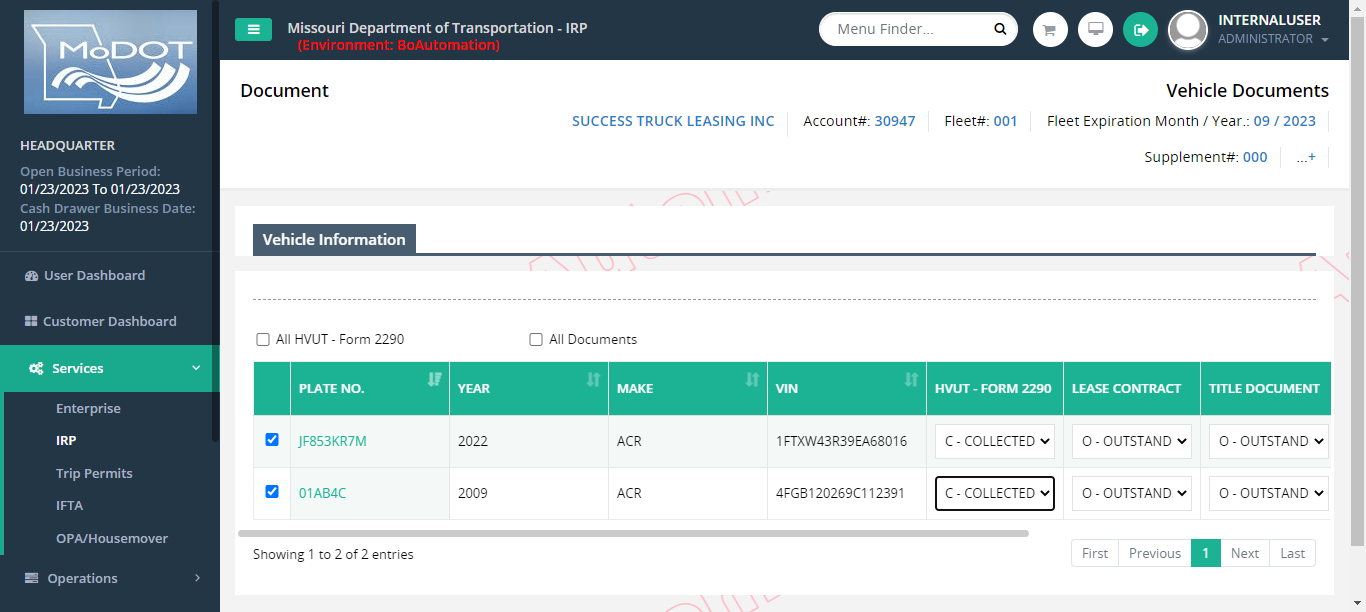 MoDOT
Missouri Department of Transportation - IRP
(Environment: BoAutomation)
Menu Finder...
INTERNALUSER
ADMINISTRATOR
HEADQUARTER
Open Business Period:
01/23/2023 To 01/23/2023
Cash Drawer Business Date:
01/23/2023
User Dashboard
Customer Dashboard
Services
Enterprise
IRP
Trip Permits
IFTA
OPA/Housemover
Operations
Document
Vehicle Documents
SUCCESS TRUCK LEASING INC Account#: 30947 Fleet#: 001 Fleet Expiration Month / Year.: 09 / 2023
Supplement#: 000 ...+
Vehicle Information
All HVUT - Form 2290 All Documents
PLATE NO. YEAR MAKE VIN HVUT - FORM 2290 LEASE CONTRACT TITLE DOCUMENT
JF853KR7M 2022 ACR 1FTXW43R39EA68016 C - COLLECTED O - OUTSTAND O - OUTSTAND
01AB4C 2009 ACR 4FGB120269C112391 C - COLLECTED O - OUTSTAND O - OUTSTAND
Showing 1 to 2 of 2 entries
First Previous 1 Next Last